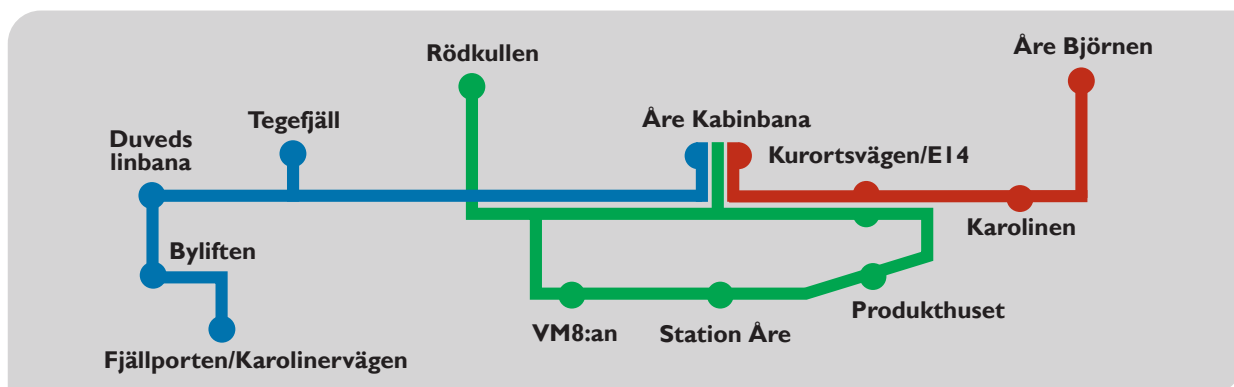 Rödkullen
Åre Björnen
Tegefjäll
Åre Kabinbana
Duveds
linbana
Kurortsvägen/E14
Karolinen
Byliften
Produkthuset
VM8:an
Station Åre
Fjällporten/Karolinervägen